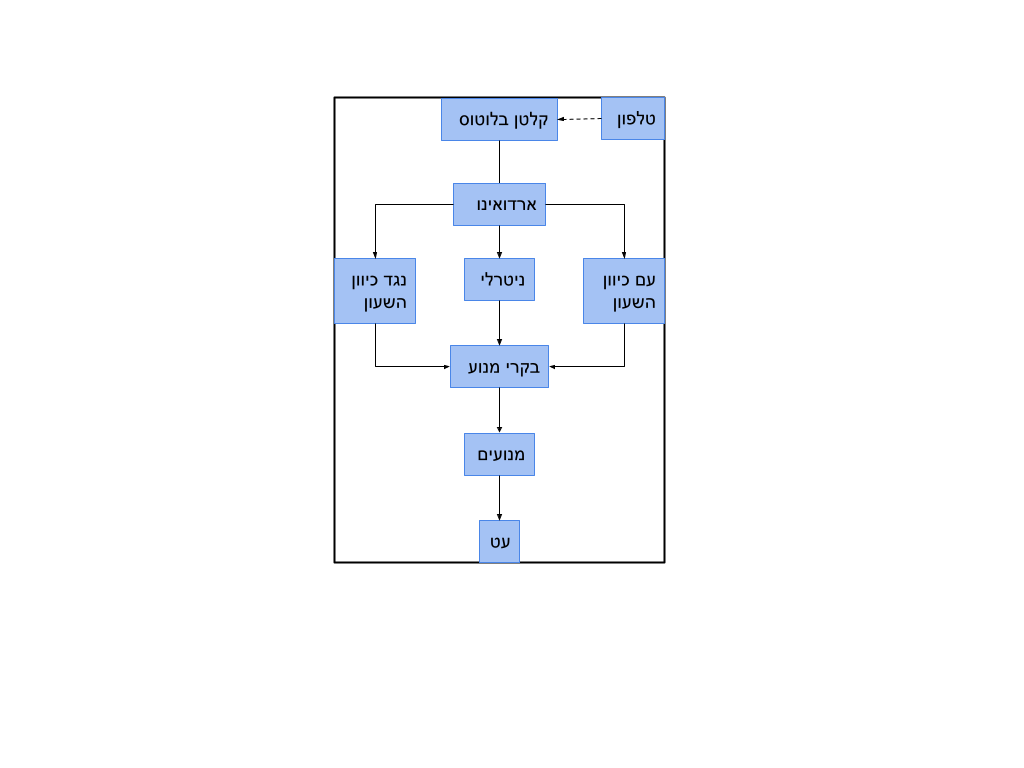 טלפון
קלטן בלוטוס
ארדואינו
עם כיוון
השעון
ניטרלי
נגד כיוון
השעון
בקרי מנוע
מנועים
עט